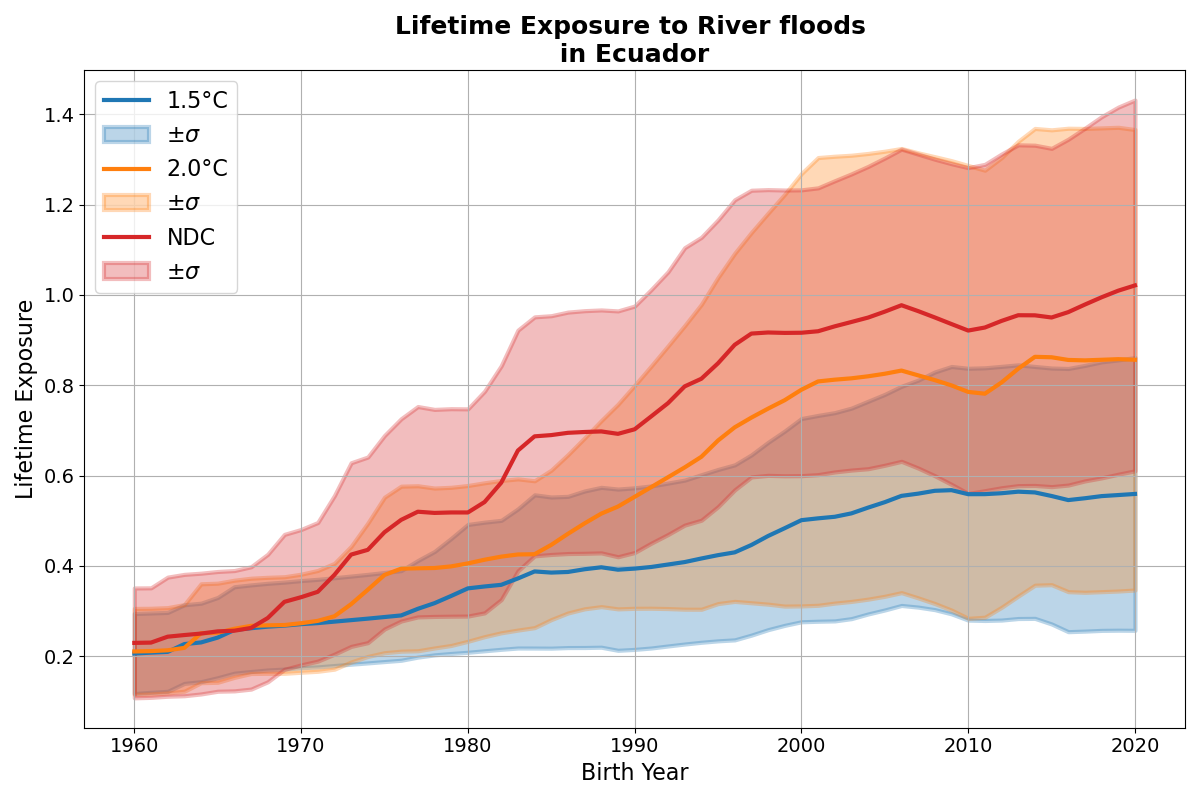 Lifetime Exposure to River floods
in Ecuador
1.5°C
±σ
2.0°C
±σ
NDC
±σ
Lifetime Exposure
1.4
1.2
1.0
0.8
0.6
0.4
0.2
1960 1970 1980 1990 2000 2010 2020
Birth Year